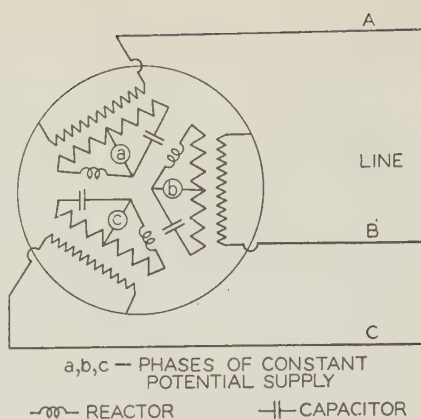 A
a
b
c
LINE
B
C
a,b,c — PHASES OF CONSTANT
POTENTIAL SUPPLY
— REACTOR
— CAPACITOR